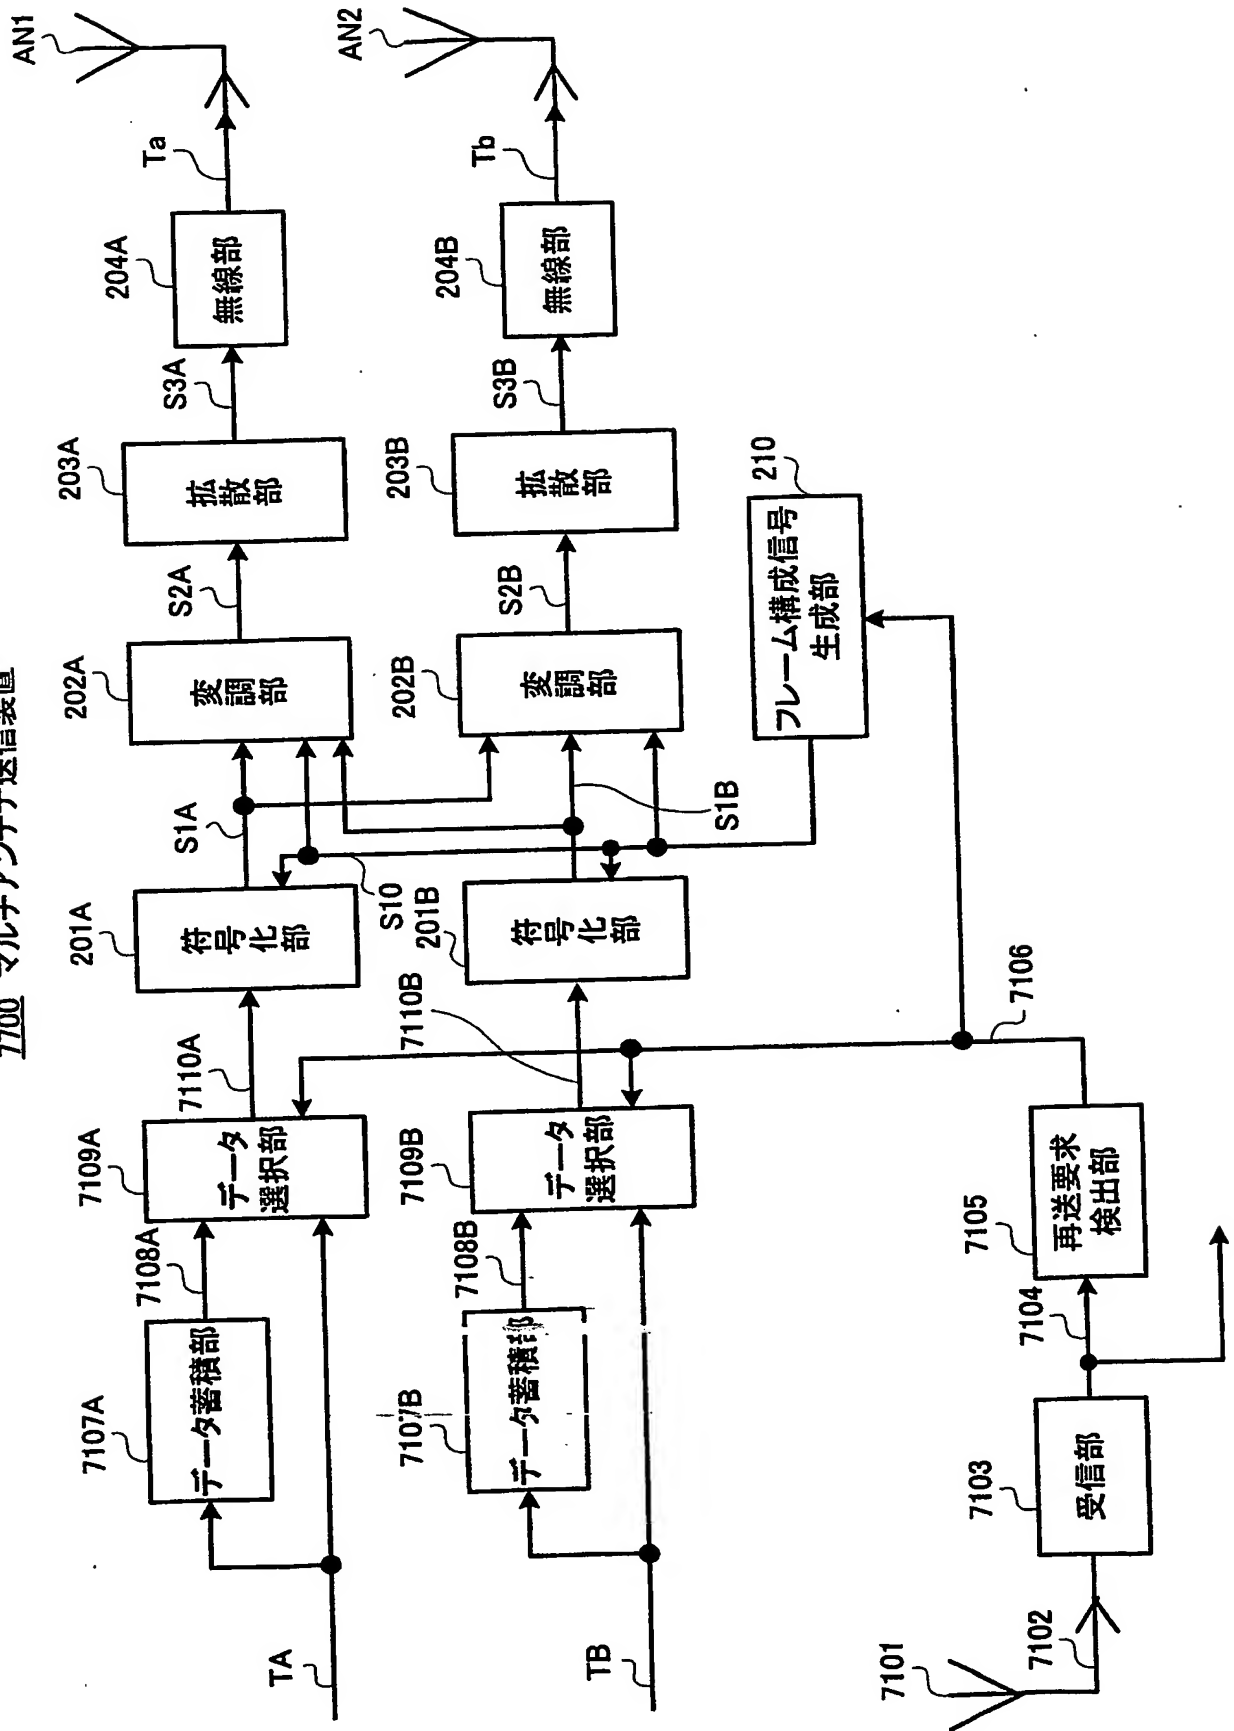 7700 マルチアンテナ送信装置
TA
7107A
データ蓄積部
7108A
7109A
データ
選択部
7110A
201A
符号化部
S1A
202A
変調部
S2A
203A
拡散部
S3A
204A
無線部
Ta
AN1
TB
7107B
データ蓄積部
7108B
7109B
データ
選択部
7110B
201B
符号化部
S10
S1B
202B
変調部
S2B
203B
拡散部
S3B
204B
無線部
Tb
AN2
210
フレーム構成信号
生成部
7101
7102
7103
受信部
7104
7105
再送要求
検出部
7106